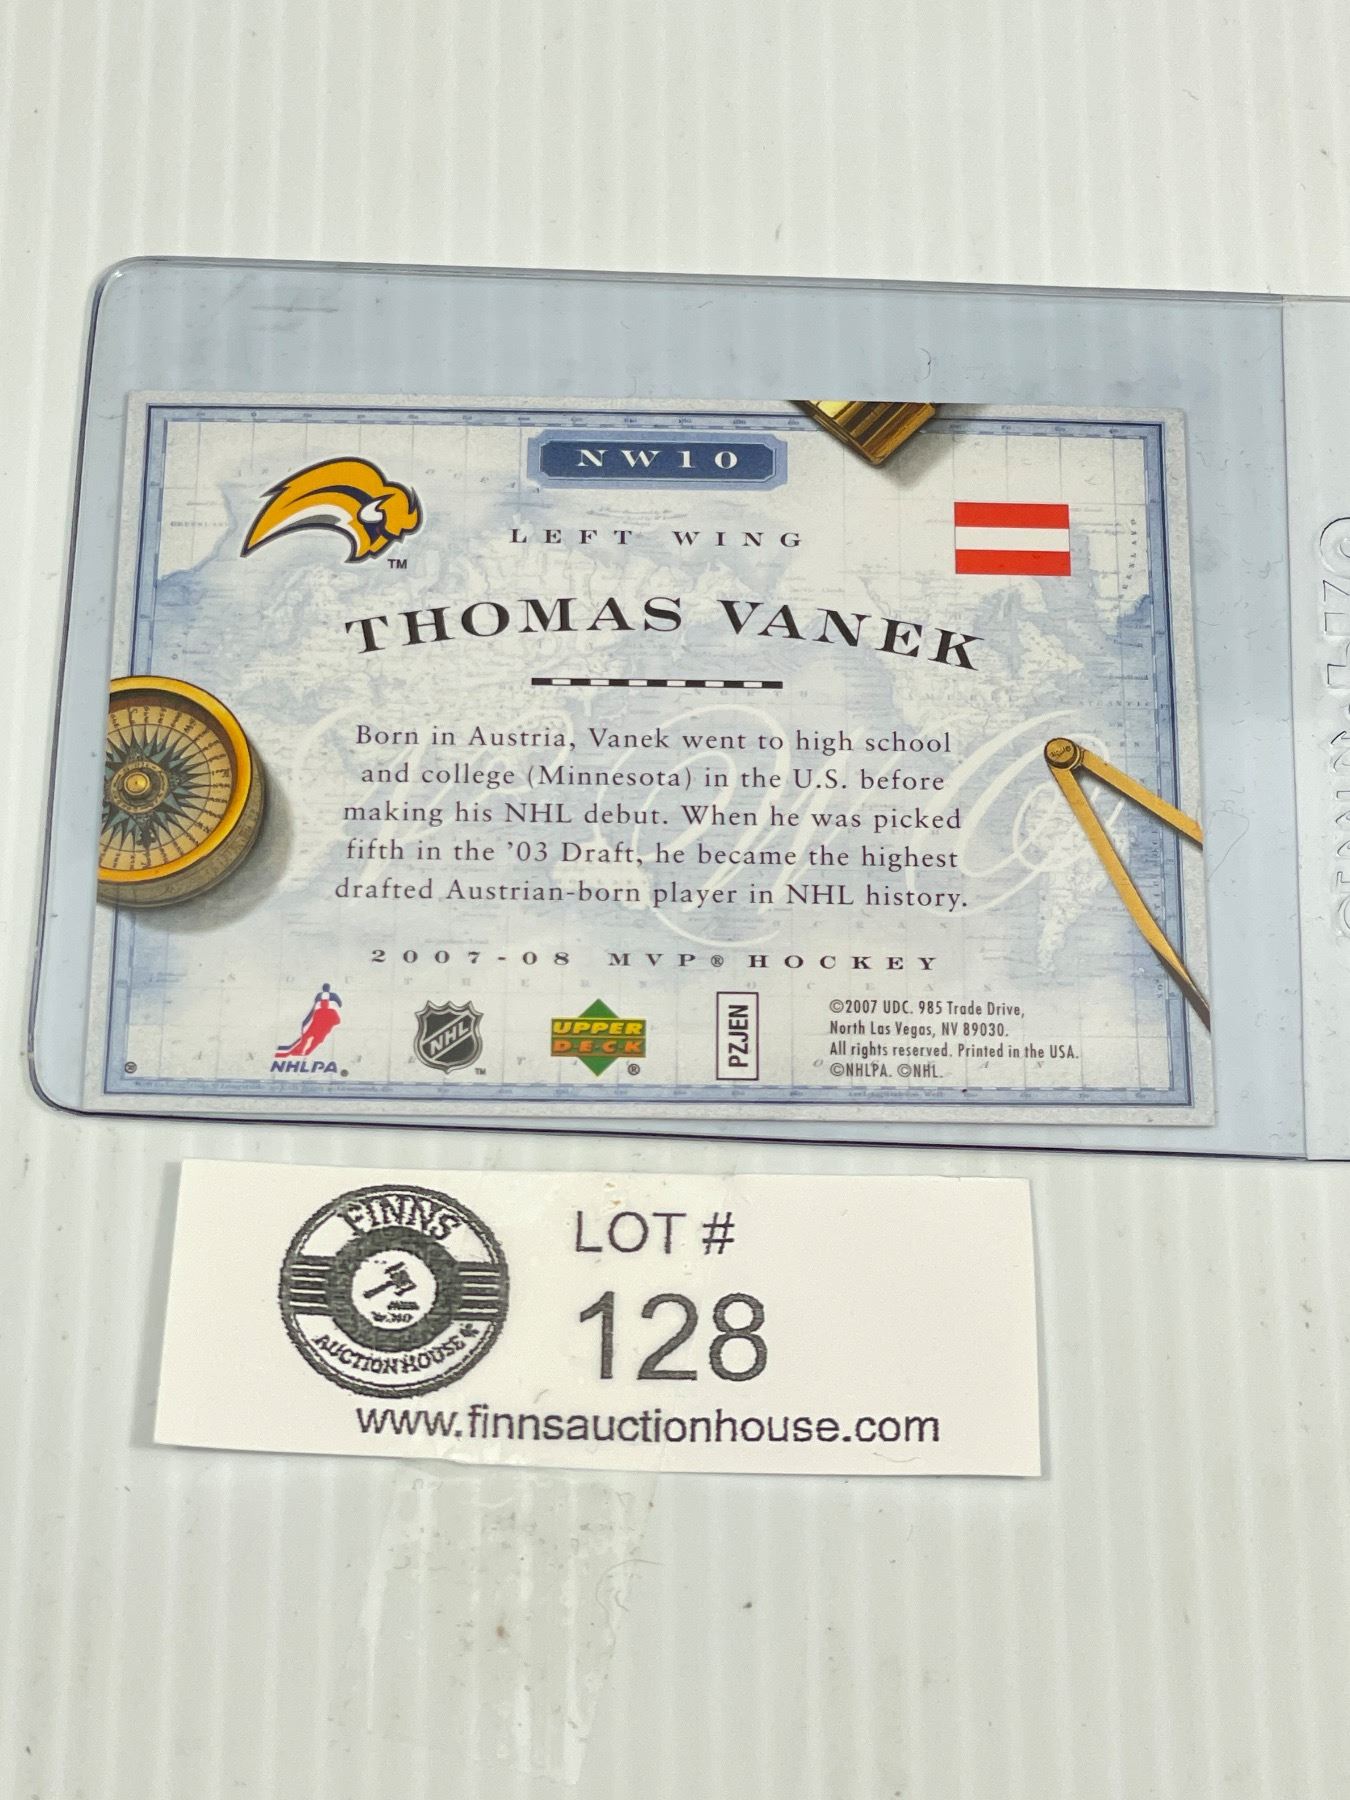 NW10
TM
LEFT WING
THOMAS VANEK
Born in Austria, Vanek went to high school
and college (Minnesota) in the U.S. before
making his NHL debut. When he was picked
fifth in the '03 Draft, he became the highest
drafted Austrian-born player in NHL history.
2007-08 MVP® HOCKEY
NHLPA®
NHL TM
UPPER
DECK ®
PZJEN
©2007 UDC. 985 Trade Drive,
North Las Vegas, NV 89030.
All rights reserved. Printed in the USA.
©NHLPA. ©NHL.
FINNS
AUCTION HOUSE
LOT #
128
www.finnsauctionhouse.com